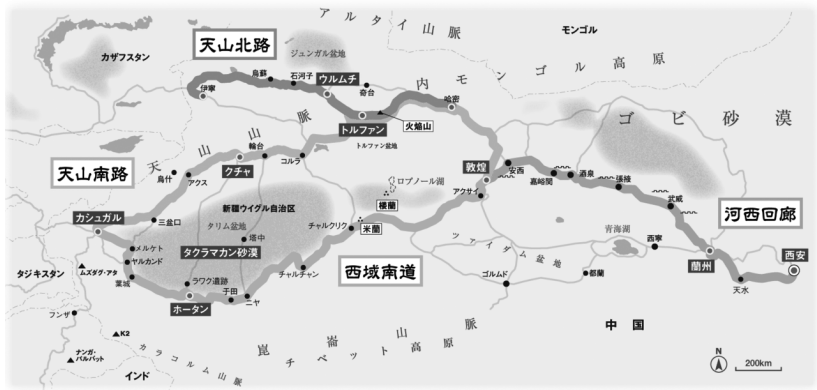 アルタイ山脈
モンゴル
天山北路
カザフスタン
ジュンガル盆地
内モンゴル高原
烏蘇
石河子
ウルムチ
奇台
伊寧
哈密
ゴビ砂漠
火焔山
トルファン
トルファン盆地
天山山脈
輪台
コルラ
クチャ
天山南路
烏什
アクス
敦煌
安西
嘉峪関
酒泉
張掖
ロプノール湖
楼蘭
アクサイ
武威
河西回廊
カシュガル
三盆口
新疆ウイグル自治区
タリム盆地
チャルクリク
米蘭
青海湖
西寧
メルケト
塔中
タクラマカン砂漠
ヤルカンド
ツァイダム盆地
蘭州
西安
タジキスタン
ムズダグ・アタ
葉城
ラワク遺跡
チャルチャン
西域南道
ゴルムド
都蘭
天水
于田
ニヤ
ホータン
フンザ
K2
崑崙山脈
チベット高原
中国
ナンガ・
パルバット
カラコルム山脈
インド
N
200km